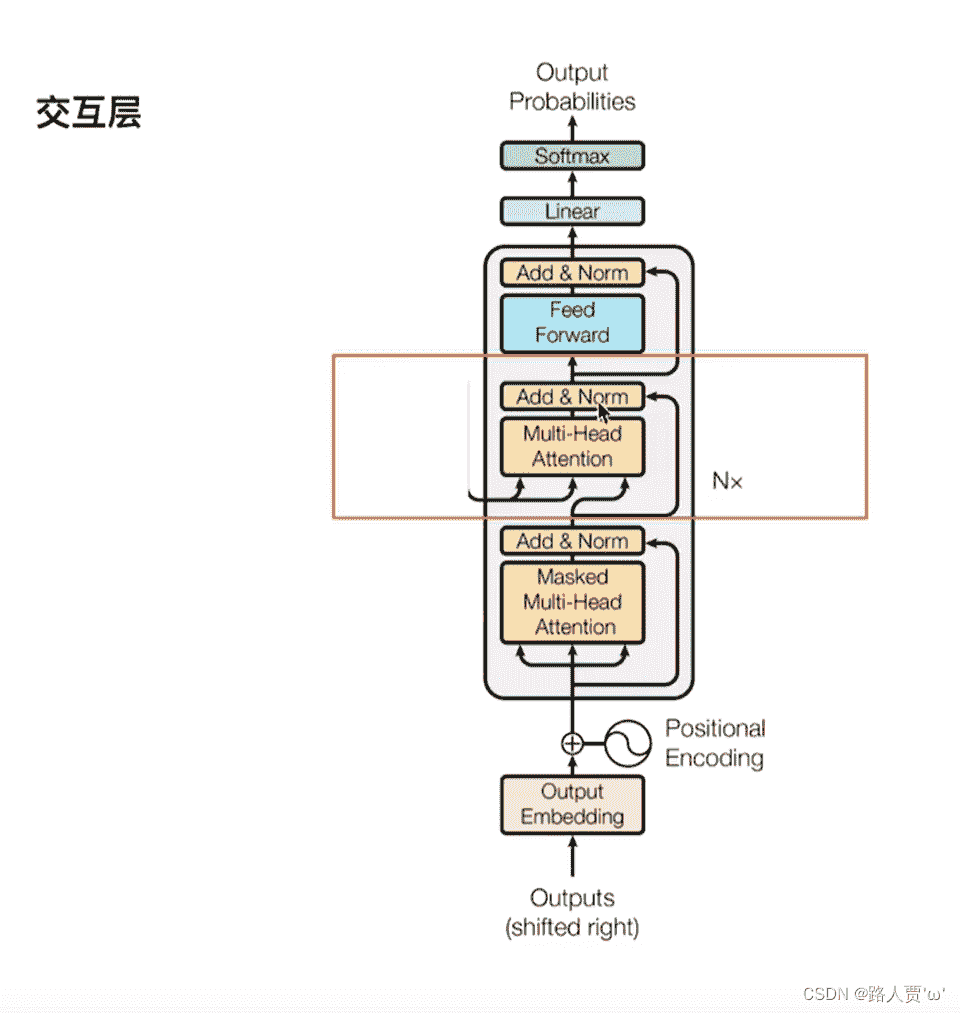 交互层
Output
Probabilities
Softmax
Linear
Add & Norm
Feed
Forward
Add & Norm
Multi-Head
Attention
N×
Add & Norm
Masked
Multi-Head
Attention
Positional
Encoding
Output
Embedding
Outputs
(shifted right)
CSDN @路人贾'ω'